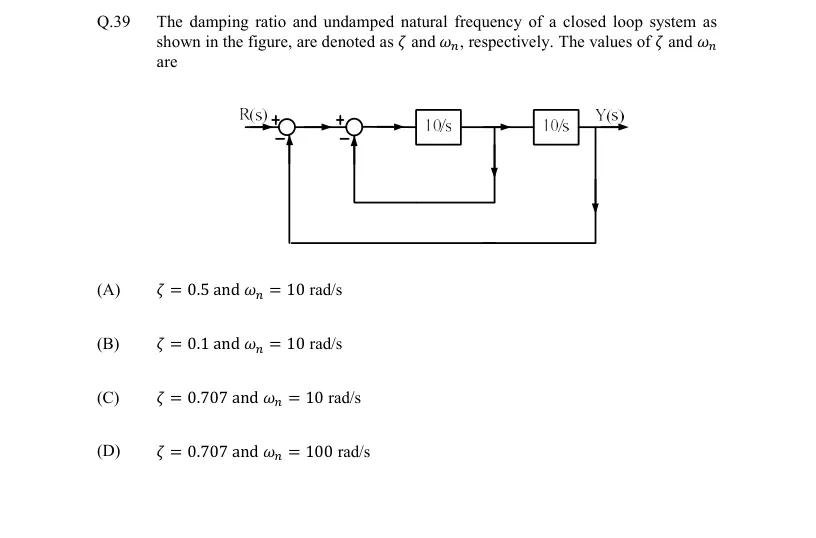 Q.39 The damping ratio and undamped natural frequency of a closed loop system as
shown in the figure, are denoted as ζ and ωₙ, respectively. The values of ζ and ωₙ
are
R(s) + − + − 10/s 10/s Y(s)
(A) ζ = 0.5 and ωₙ = 10 rad/s
(B) ζ = 0.1 and ωₙ = 10 rad/s
(C) ζ = 0.707 and ωₙ = 10 rad/s
(D) ζ = 0.707 and ωₙ = 100 rad/s